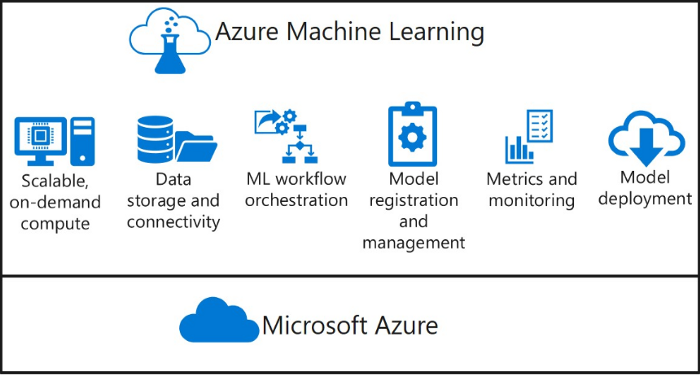 Azure Machine Learning
Scalable,
on-demand
compute
Data
storage and
connectivity
ML workflow
orchestration
Model
registration
and
management
Metrics and
monitoring
Model
deployment
Microsoft Azure